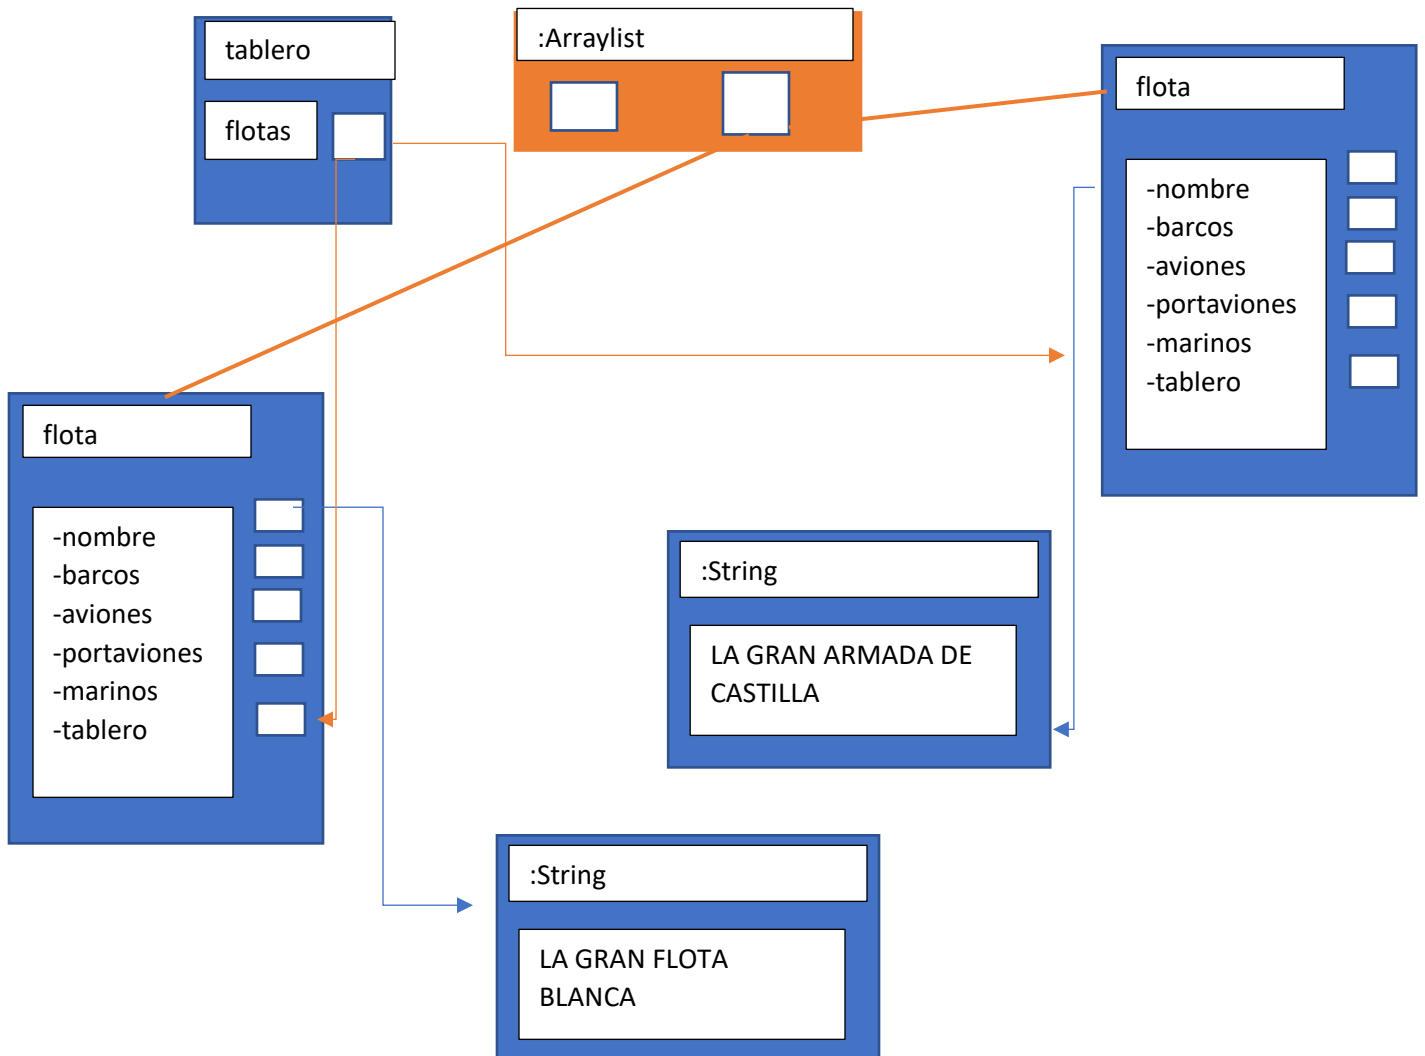 tablero
flotas
:Arraylist
flota
-nombre
-barcos
-aviones
-portaviones
-marinos
-tablero
flota
-nombre
-barcos
-aviones
-portaviones
-marinos
-tablero
:String
LA GRAN ARMADA DE
CASTILLA
:String
LA GRAN FLOTA
BLANCA